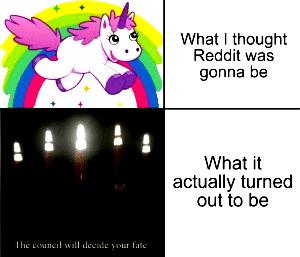 What I thought
Reddit was
gonna be
What it
actually turned
out to be
The council will decide your fate